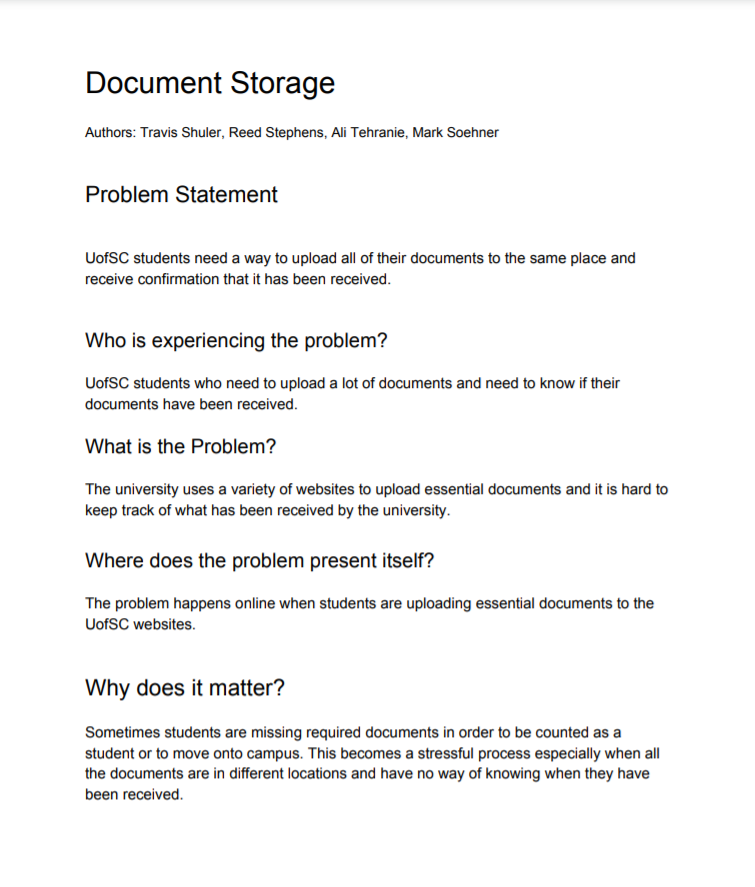 Document Storage
Authors: Travis Shuler, Reed Stephens, Ali Tehranie, Mark Soehner
Problem Statement
UofSC students need a way to upload all of their documents to the same place and
receive confirmation that it has been received.
Who is experiencing the problem?
UofSC students who need to upload a lot of documents and need to know if their
documents have been received.
What is the Problem?
The university uses a variety of websites to upload essential documents and it is hard to
keep track of what has been received by the university.
Where does the problem present itself?
The problem happens online when students are uploading essential documents to the
UofSC websites.
Why does it matter?
Sometimes students are missing required documents in order to be counted as a
student or to move onto campus. This becomes a stressful process especially when all
the documents are in different locations and have no way of knowing when they have
been received.